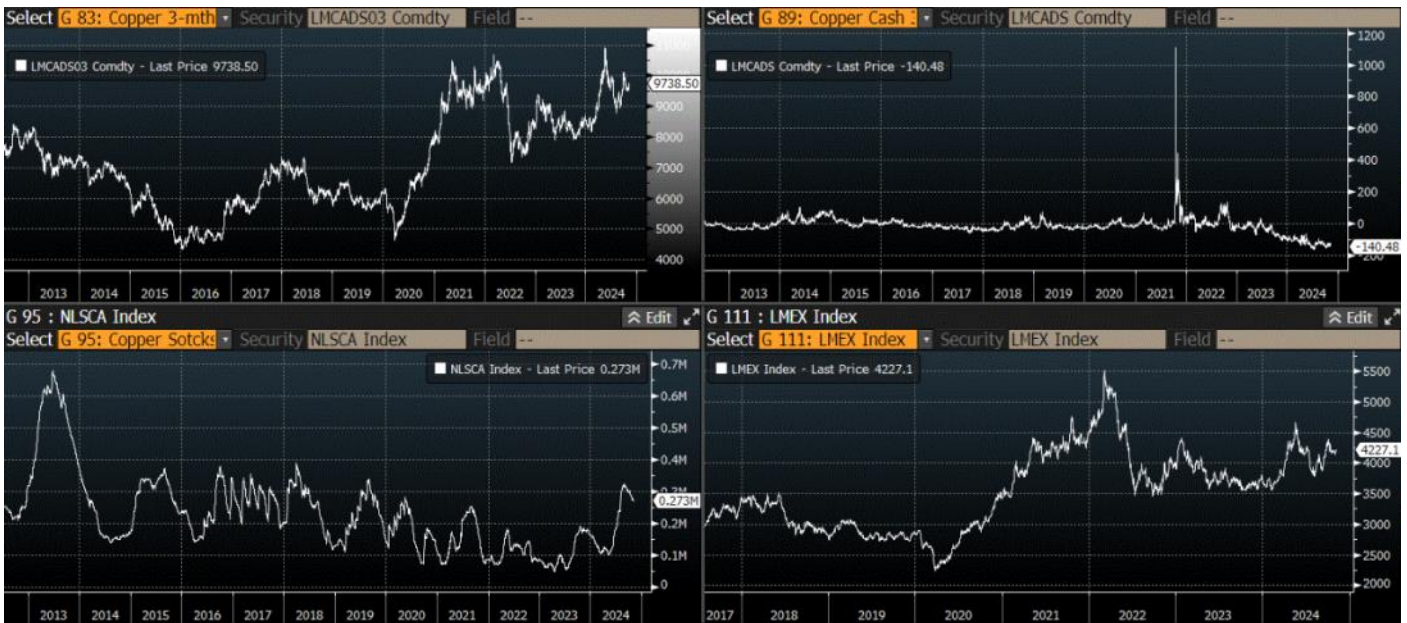 Select G 83: Copper 3-mth Security LMCADS03 Comdty Field --
LMCADS03 Comdty - Last Price 9738.50
9738.50
9000
8000
7000
6000
5000
4000
2013 2014 2015 2016 2017 2018 2019 2020 2021 2022 2023 2024
Select G 89: Copper Cash Security LMCADS Comdty Field --
LMCADS Comdty - Last Price -140.48
1200
1000
800
600
400
200
0
-140.48
-200
2013 2014 2015 2016 2017 2018 2019 2020 2021 2022 2023 2024
G 95 : NLSCA Index Edit
Select G 95: Copper Sotcks Security NLSCA Index Field --
NLSCA Index - Last Price 0.273M
0.7M
0.6M
0.5M
0.4M
0.3M
0.273M
0.2M
0.1M
0
2013 2014 2015 2016 2017 2018 2019 2020 2021 2022 2023 2024
G 111 : LMEX Index Edit
Select G 111: LMEX Index Security LMEX Index Field --
LMEX Index - Last Price 4227.1
5500
5000
4500
4227.1
4000
3500
3000
2500
2000
2017 2018 2019 2020 2021 2022 2023 2024